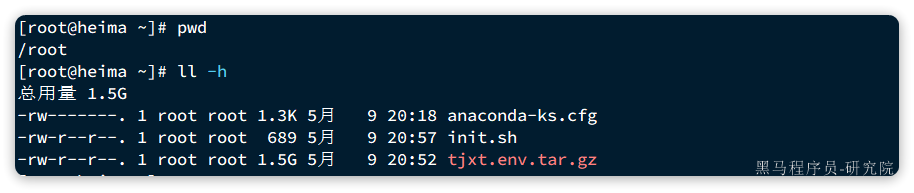 [root@heima ~]# pwd
/root
[root@heima ~]# ll -h
总用量 1.5G
-rw-------. 1 root root 1.3K 5月   9 20:18 anaconda-ks.cfg
-rw-r--r--. 1 root root  689 5月   9 20:57 init.sh
-rw-r--r--. 1 root root 1.5G 5月   9 20:52 tjxt.env.tar.gz
黑马程序员-研究院